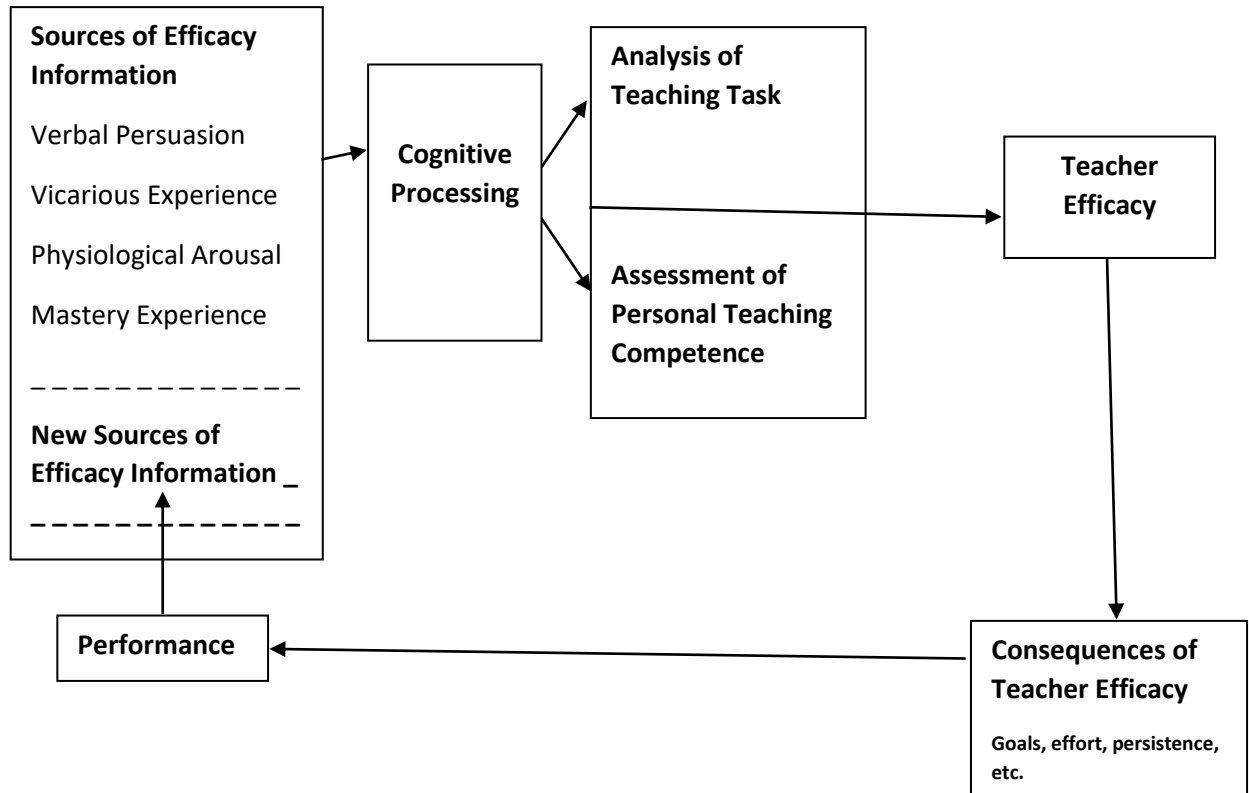 Sources of Efficacy
Information
Verbal Persuasion
Vicarious Experience
Physiological Arousal
Mastery Experience
_ _ _ _ _ _ _ _ _ _ _ _ _
New Sources of
Efficacy Information _
_ _ _ _ _ _ _ _ _ _ _ _ _
Cognitive
Processing
Analysis of
Teaching Task
Assessment of
Personal Teaching
Competence
Teacher
Efficacy
Consequences of
Teacher Efficacy
Goals, effort, persistence,
etc.
Performance